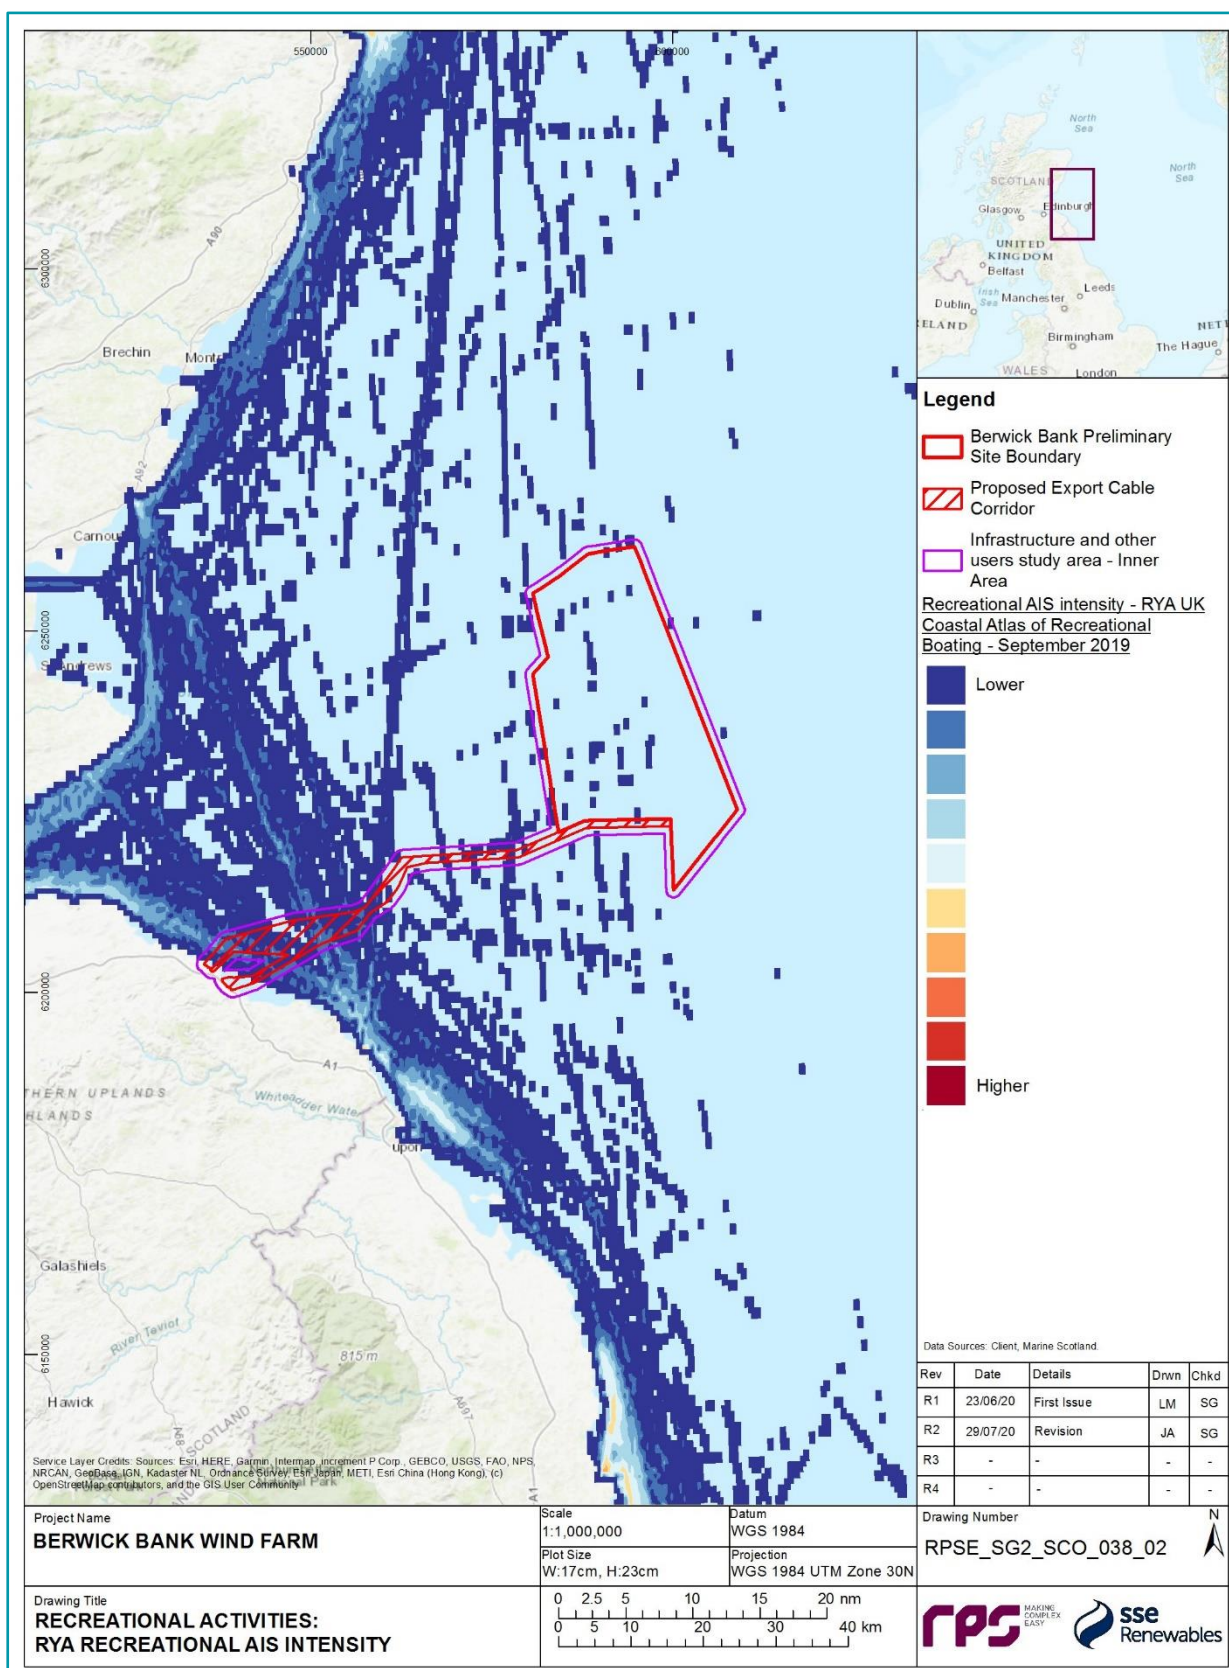 550000
600000
6300000
6250000
6200000
6150000
A90
Brechin
Montr
A92
Carnou
St Andrews
A1
THERN UPLANDS
HLANDS
Whiteadder Water
upon
Galashiels
River Teviot
815 m
Hawick
A68
A697
SCOTLAND
National Park
A1
Service Layer Credits: Sources: Esri, HERE, Garmin, Intermap, increment P Corp., GEBCO, USGS, FAO, NPS,
NRCAN, GeoBase, IGN, Kadaster NL, Ordnance Survey, Esri Japan, METI, Esri China (Hong Kong), (c)
OpenStreetMap contributors, and the GIS User Community
North
Sea
North
Sea
SCOTLAND
Glasgow
Edinburgh
UNITED
KINGDOM
Belfast
Irish
Sea
Leeds
Dublin
Manchester
RELAND
NET
Birmingham
The Hague
WALES
London
Legend
Berwick Bank Preliminary
Site Boundary
Proposed Export Cable
Corridor
Infrastructure and other
users study area - Inner
Area
Recreational AIS intensity - RYA UK
Coastal Atlas of Recreational
Boating - September 2019
Lower
Higher
Data Sources: Client, Marine Scotland.
Rev Date Details Drwn Chkd
R1 23/06/20 First Issue LM SG
R2 29/07/20 Revision JA SG
R3 - - - -
R4 - - - -
Project Name
BERWICK BANK WIND FARM
Scale
1:1,000,000
Datum
WGS 1984
Plot Size
W:17cm, H:23cm
Projection
WGS 1984 UTM Zone 30N
Drawing Number
RPSE_SG2_SCO_038_02
N
Drawing Title
RECREATIONAL ACTIVITIES:
RYA RECREATIONAL AIS INTENSITY
0 2.5 5 10 15 20 nm
0 5 10 20 30 40 km
rps
MAKING
COMPLEX
EASY
sse
Renewables